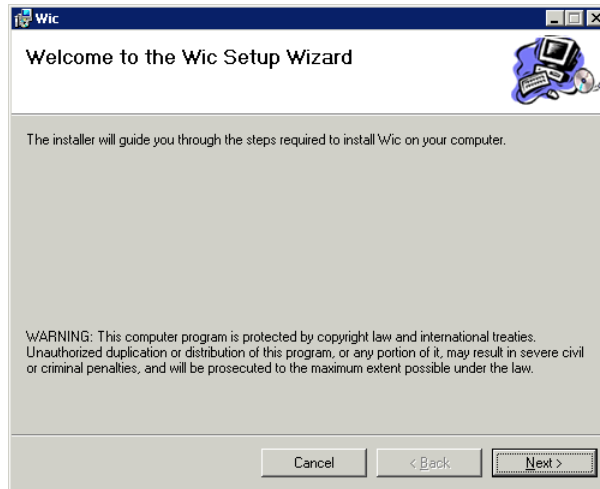 Wic
Welcome to the Wic Setup Wizard
The installer will guide you through the steps required to install Wic on your computer.
WARNING: This computer program is protected by copyright law and international treaties.
Unauthorized duplication or distribution of this program, or any portion of it, may result in severe civil
or criminal penalties, and will be prosecuted to the maximum extent possible under the law.
Cancel
< Back
Next >